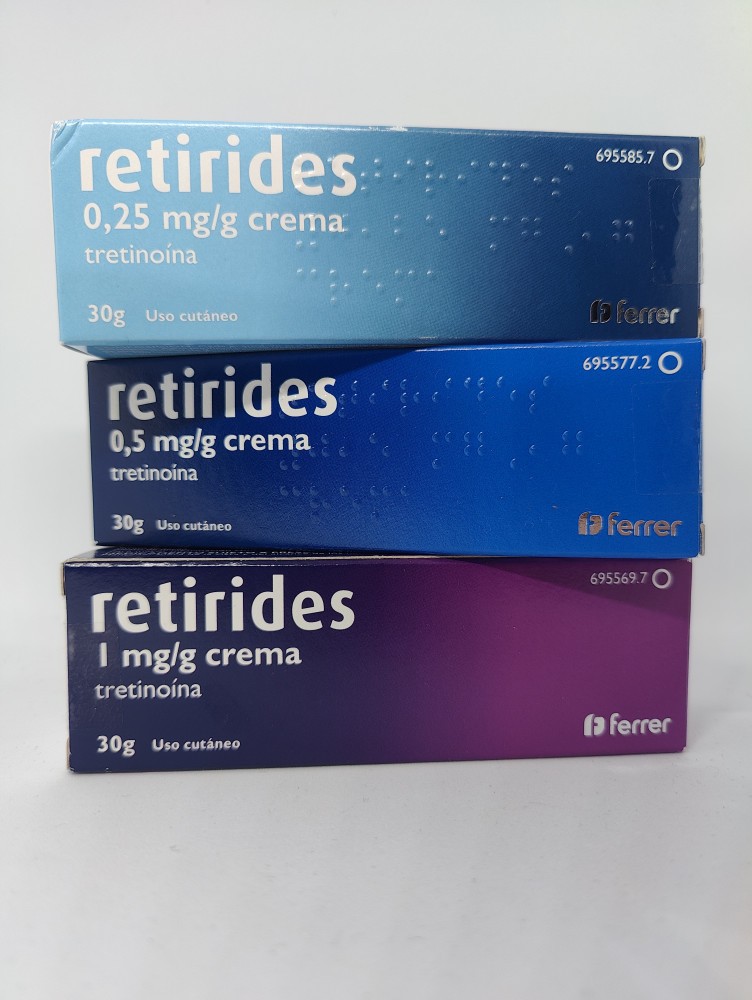 retirides
695585.7
0,25 mg/g crema
tretinoína
30g Uso cutáneo
ferrer
retirides
695577.2
0,5 mg/g crema
tretinoína
30g Uso cutáneo
ferrer
retirides
695569.7
1 mg/g crema
tretinoína
30g Uso cutáneo
ferrer